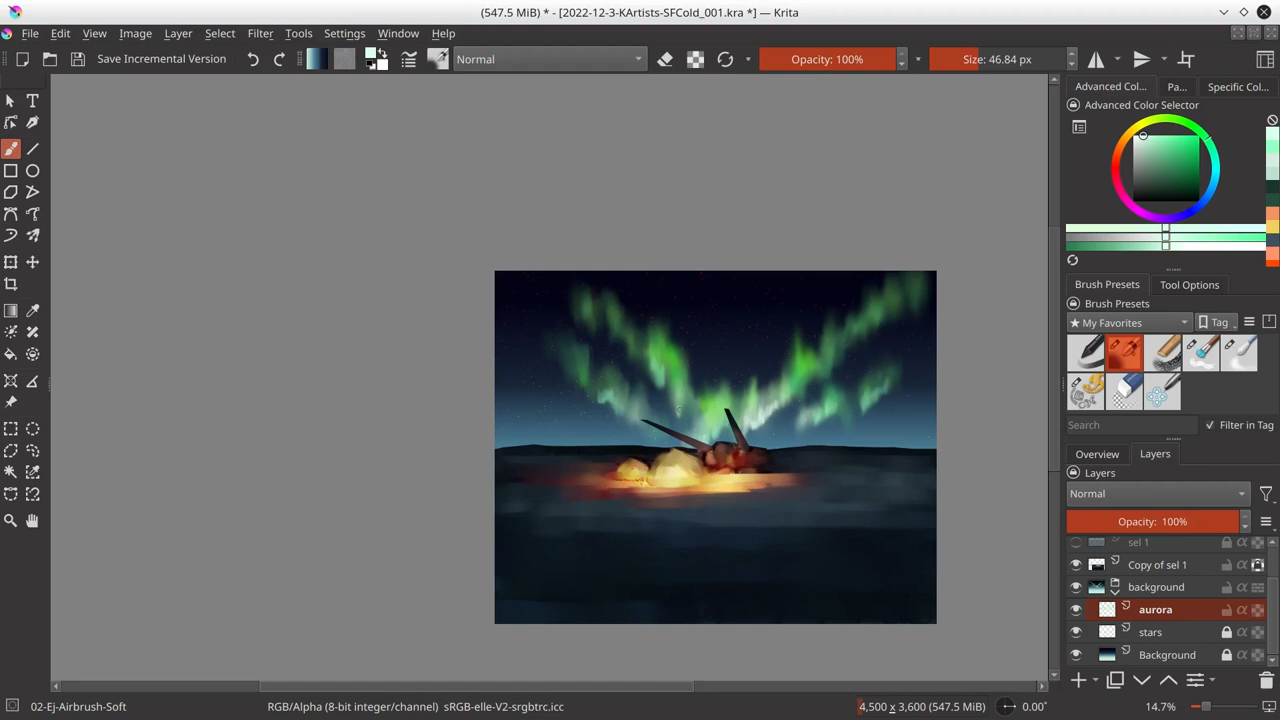 (547.5 MiB) * - [2022-12-3-KArtists-SFCold_001.kra *] — Krita
File Edit View Image Layer Select Filter Tools Settings Window Help
Save Incremental Version Normal Opacity: 100% Size: 46.84 px
Advanced Col... Pa... Specific Col...
Advanced Color Selector
Brush Presets Tool Options
Brush Presets
★ My Favorites Tag
Search Filter in Tag
Overview Layers
Layers
Normal
Opacity: 100%
sel 1
Copy of sel 1
background
aurora
stars
Background
02-Ej-Airbrush-Soft RGB/Alpha (8-bit integer/channel) sRGB-elle-V2-srgbtrc.icc 4,500 x 3,600 (547.5 MiB) 0.00° 14.7%